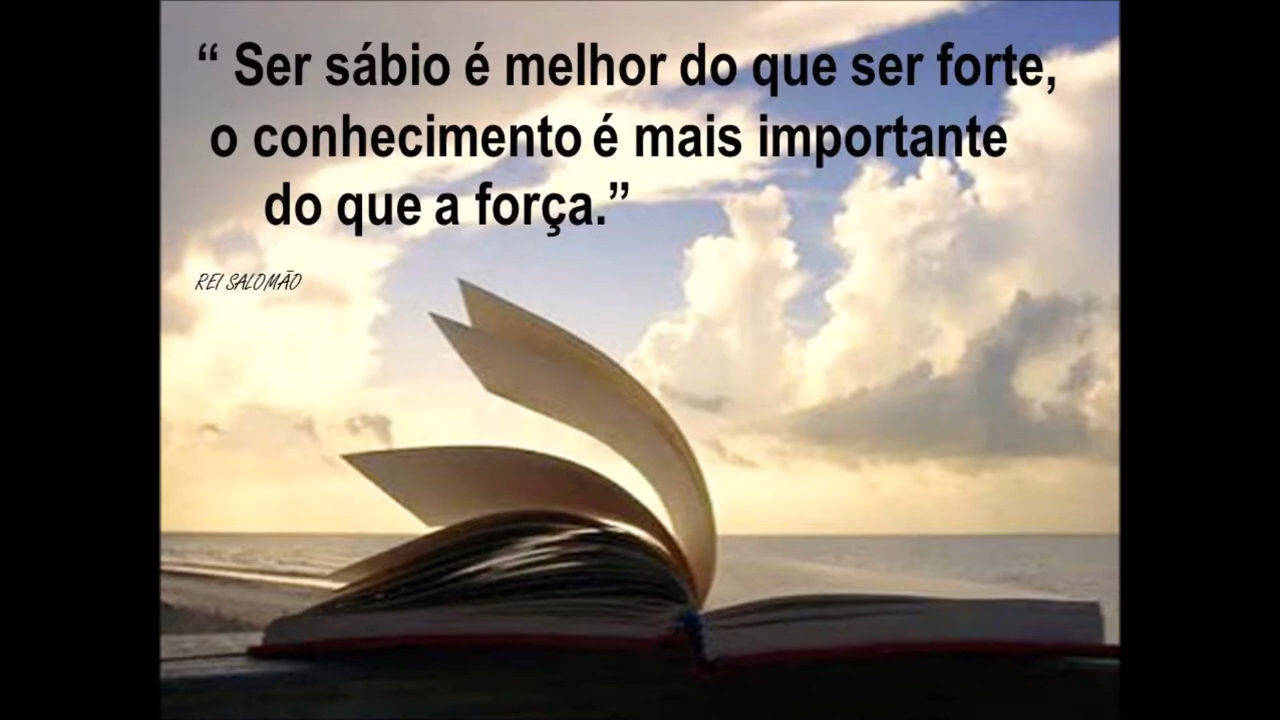 “ Ser sábio é melhor do que ser forte,
o conhecimento é mais importante
do que a força.”
REI SALOMÃO